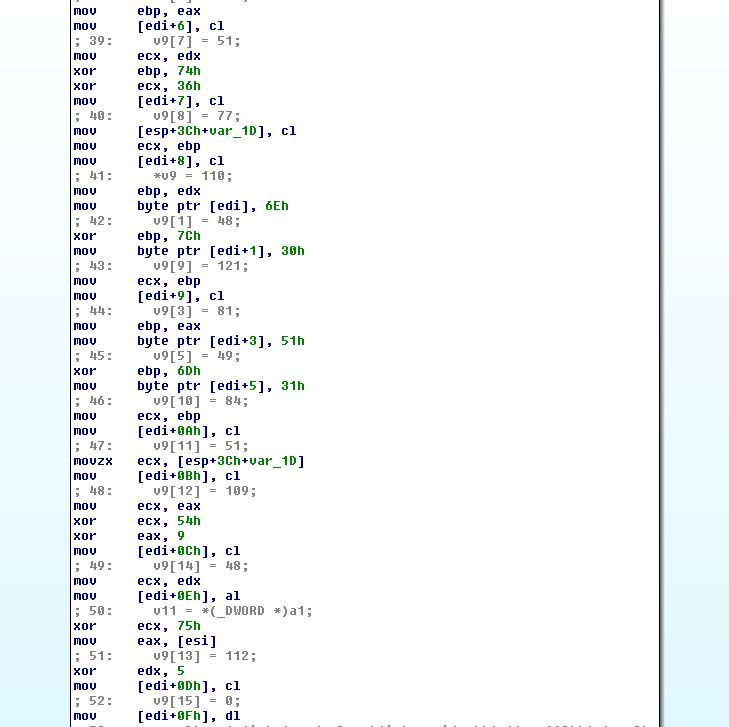 mov ebp, eax
mov [edi+6], cl
; 39: v9[7] = 51;
mov ecx, edx
xor ebp, 74h
xor ecx, 36h
mov [edi+7], cl
; 40: v9[8] = 77;
mov [esp+3Ch+var_1D], cl
mov ecx, ebp
mov [edi+8], cl
; 41: *v9 = 110;
mov ebp, edx
mov byte ptr [edi], 6Eh
; 42: v9[1] = 48;
xor ebp, 7Ch
mov byte ptr [edi+1], 30h
; 43: v9[9] = 121;
mov ecx, ebp
mov [edi+9], cl
; 44: v9[3] = 81;
mov ebp, eax
mov byte ptr [edi+3], 51h
; 45: v9[5] = 49;
xor ebp, 6Dh
mov byte ptr [edi+5], 31h
; 46: v9[10] = 84;
mov ecx, ebp
mov [edi+0Ah], cl
; 47: v9[11] = 51;
movzx ecx, [esp+3Ch+var_1D]
mov [edi+0Bh], cl
; 48: v9[12] = 109;
mov ecx, eax
xor ecx, 54h
xor eax, 9
mov [edi+0Ch], cl
; 49: v9[14] = 48;
mov ecx, edx
mov [edi+0Eh], al
; 50: v11 = *(_DWORD *)a1;
xor ecx, 75h
mov eax, [esi]
; 51: v9[13] = 112;
xor edx, 5
mov [edi+0Dh], cl
; 52: v9[15] = 0;
mov [edi+0Fh], dl